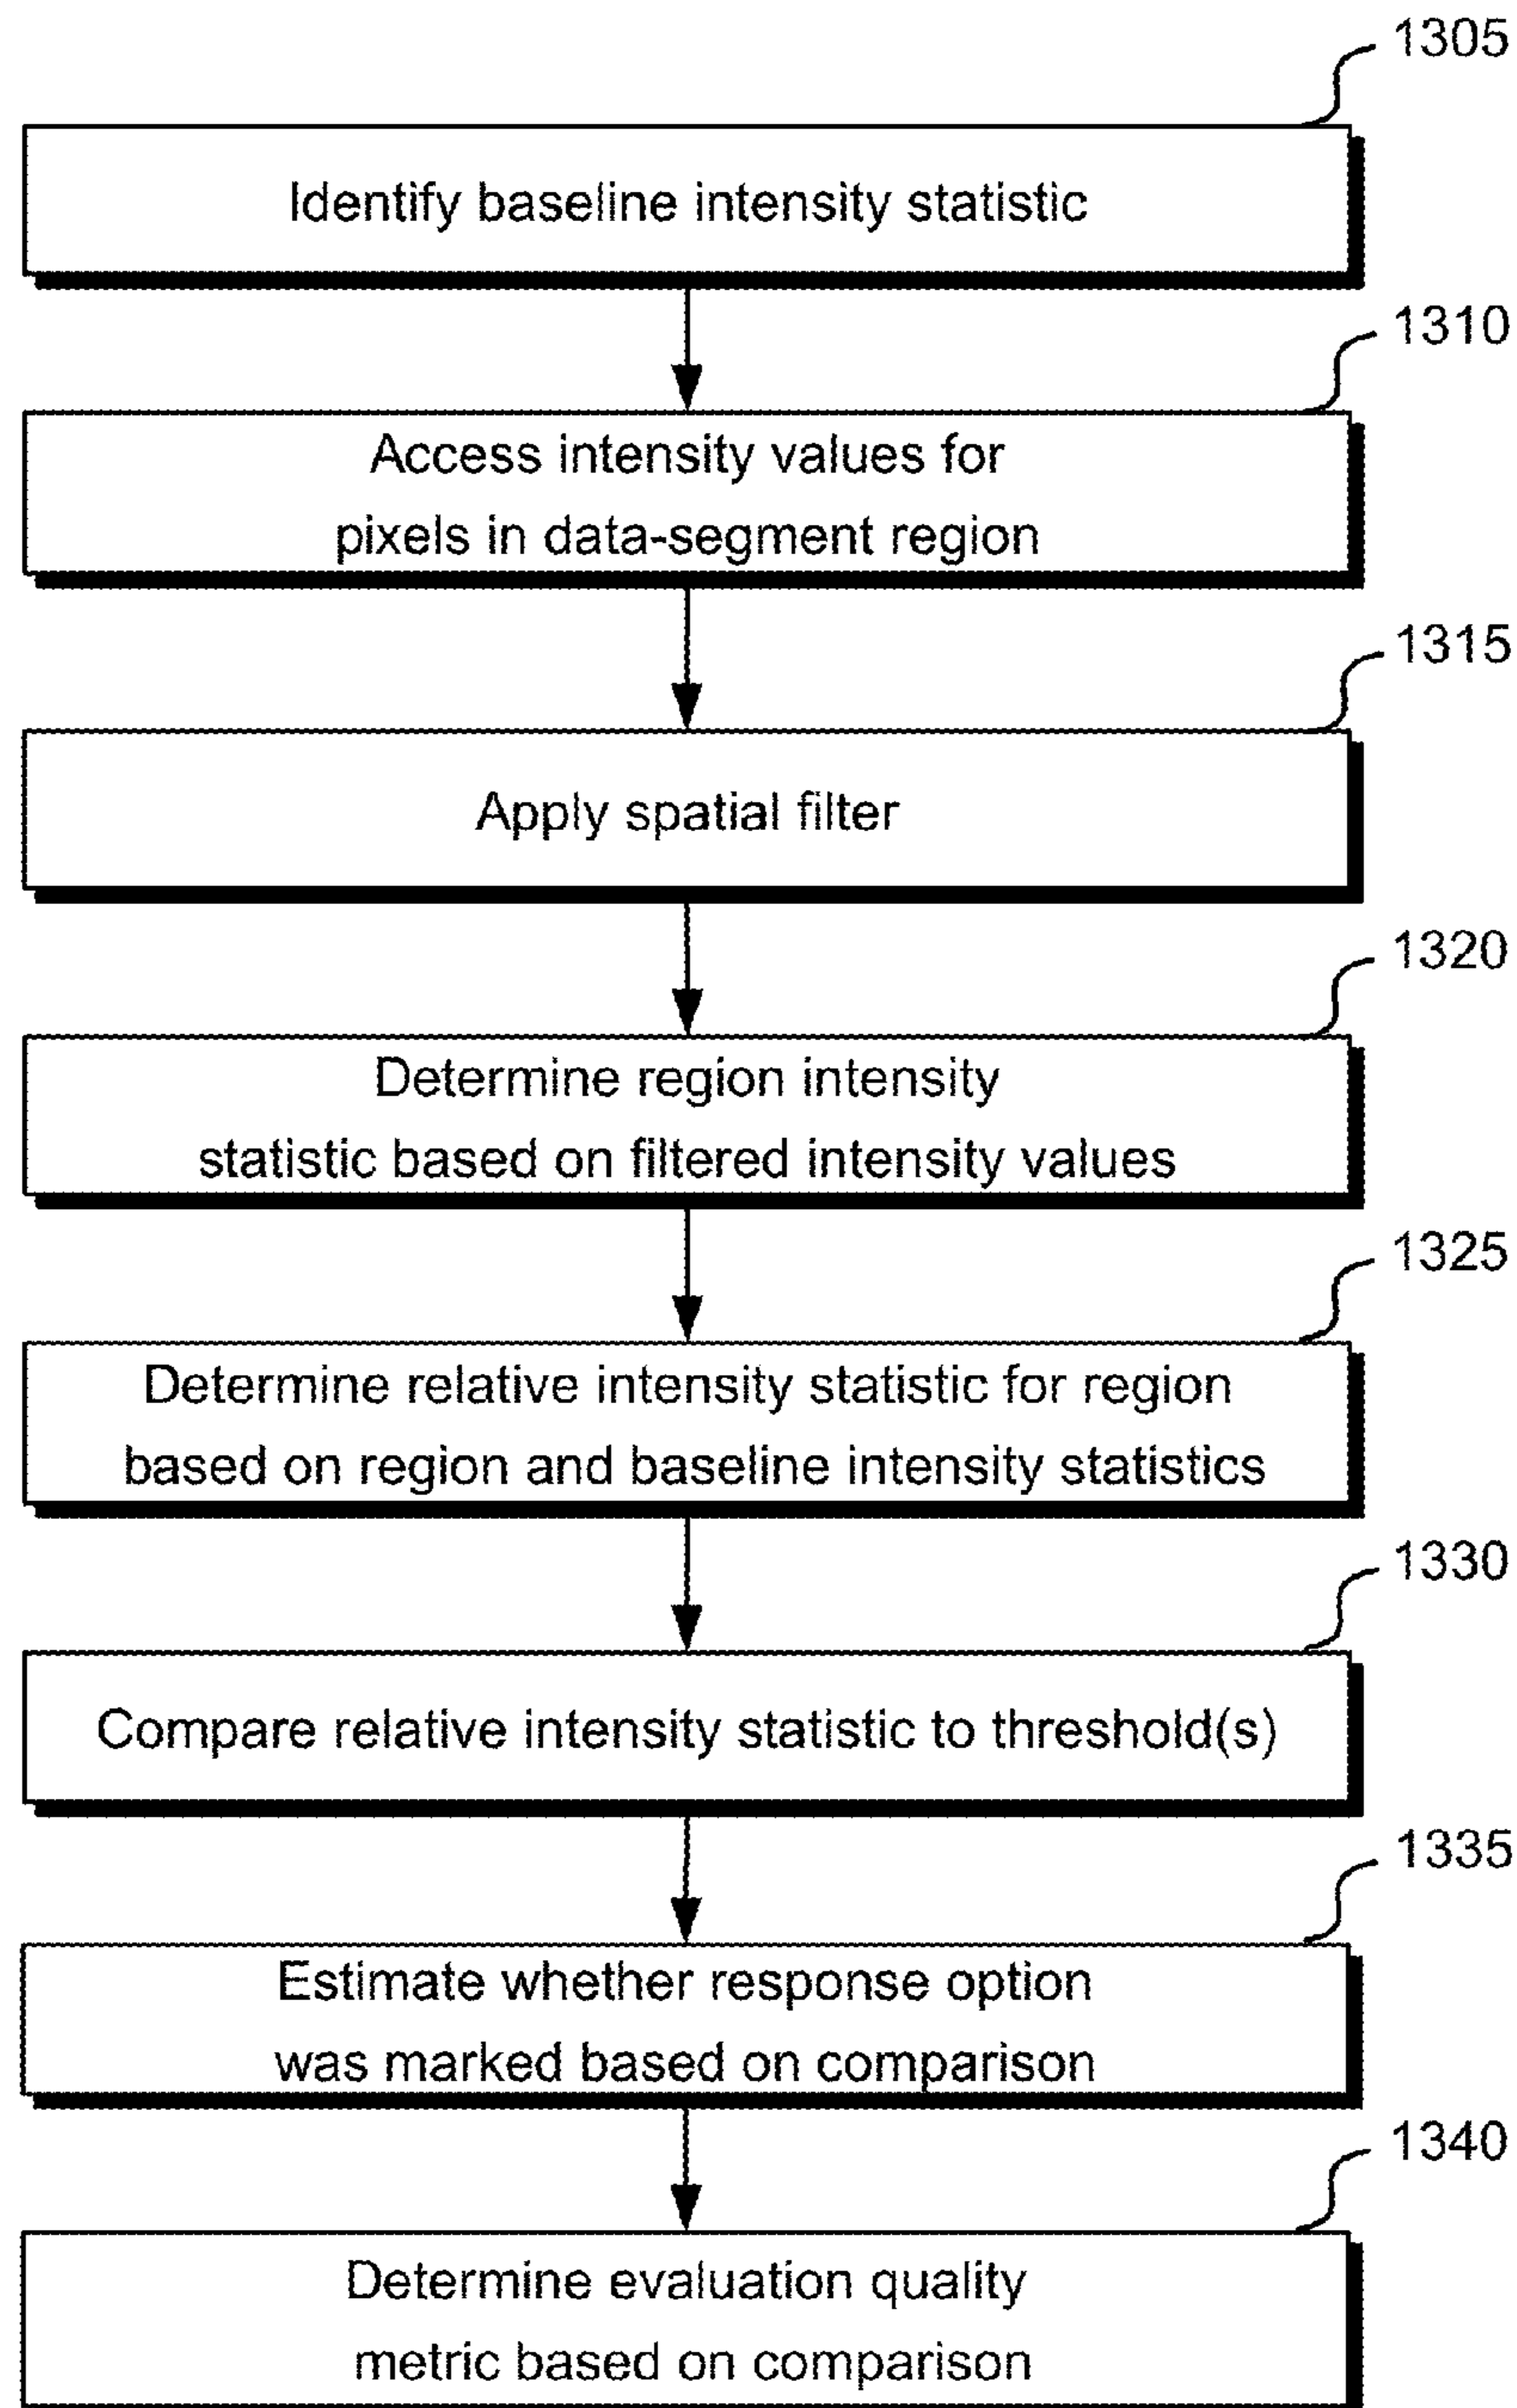 1305
Identify baseline intensity statistic
1310
Access intensity values for
pixels in data-segment region
1315
Apply spatial filter
1320
Determine region intensity
statistic based on filtered intensity values
1325
Determine relative intensity statistic for region
based on region and baseline intensity statistics
1330
Compare relative intensity statistic to threshold(s)
1335
Estimate whether response option
was marked based on comparison
1340
Determine evaluation quality
metric based on comparison